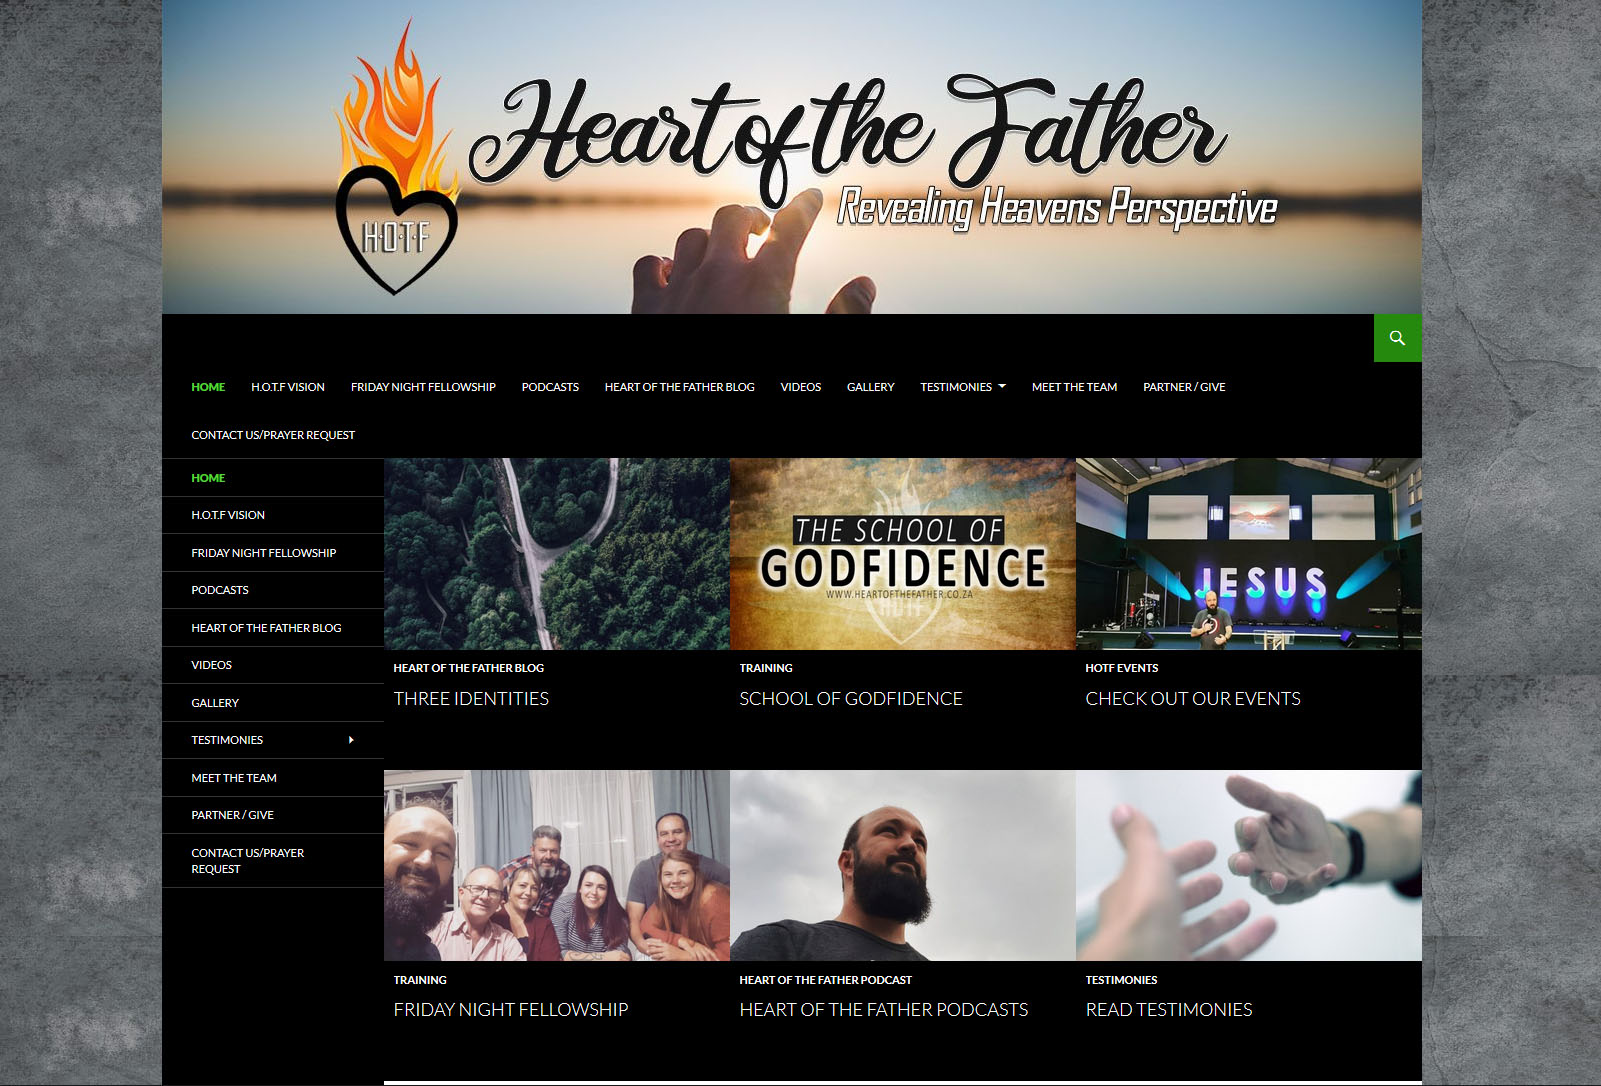 Heart of the Father
Revealing Heavens Perspective
H.O.T.F
HOME H.O.T.F VISION FRIDAY NIGHT FELLOWSHIP PODCASTS HEART OF THE FATHER BLOG VIDEOS GALLERY TESTIMONIES MEET THE TEAM PARTNER / GIVE
CONTACT US/PRAYER REQUEST
HOME
H.O.T.F VISION
FRIDAY NIGHT FELLOWSHIP
PODCASTS
HEART OF THE FATHER BLOG
VIDEOS
GALLERY
TESTIMONIES
MEET THE TEAM
PARTNER / GIVE
CONTACT US/PRAYER
REQUEST
HEART OF THE FATHER BLOG
THREE IDENTITIES
THE SCHOOL OF
GODFIDENCE
WWW.HEARTOFTHEFATHER.CO.ZA
HOTF
TRAINING
SCHOOL OF GODFIDENCE
JESUS
HOTF EVENTS
CHECK OUT OUR EVENTS
TRAINING
FRIDAY NIGHT FELLOWSHIP
HEART OF THE FATHER PODCAST
HEART OF THE FATHER PODCASTS
TESTIMONIES
READ TESTIMONIES